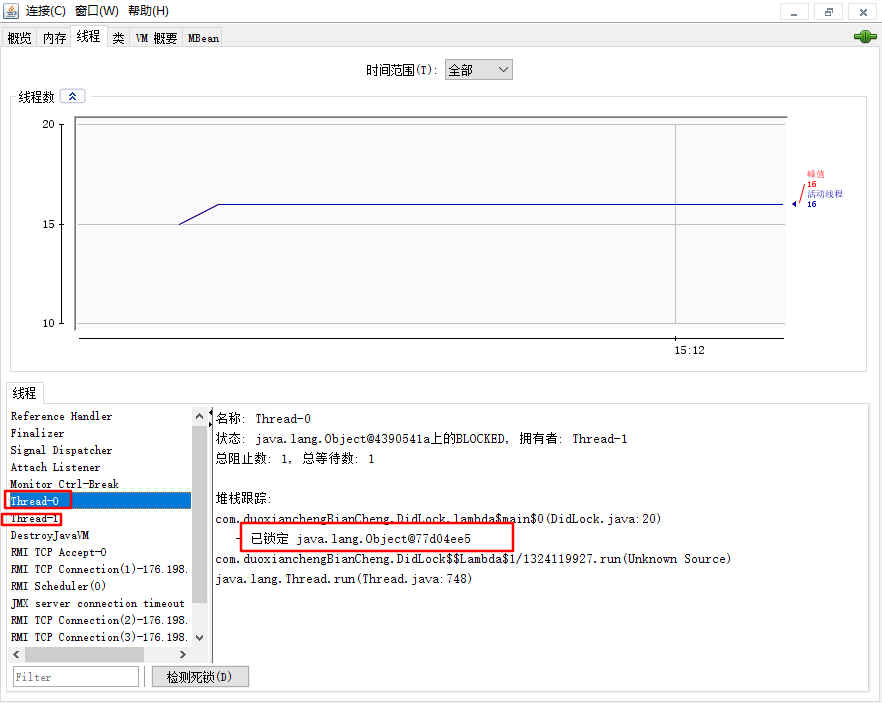 连接(C) 窗口(W) 帮助(H)
概览 内存 线程 类 VM 概要 MBean
时间范围(T): 全部
线程数
20
15
10
峰值
16
活动线程
16
15:12
线程
Reference Handler
Finalizer
Signal Dispatcher
Attach Listener
Monitor Ctrl-Break
Thread-0
Thread-1
DestroyJavaVM
RMI TCP Accept-0
RMI TCP Connection(1)-176.198.
RMI Scheduler(0)
JMX server connection timeout
RMI TCP Connection(2)-176.198.
RMI TCP Connection(3)-176.198.
Filter
检测死锁(D)
名称: Thread-0
状态: java.lang.Object@4390541a上的BLOCKED, 拥有者: Thread-1
总阻止数: 1, 总等待数: 1
堆栈跟踪:
com.duoxianchengBianCheng.DidLock.lambda$main$0(DidLock.java:20)
- 已锁定 java.lang.Object@77d04ee5
com.duoxianchengBianCheng.DidLock$$Lambda$1/1324119927.run(Unknown Source)
java.lang.Thread.run(Thread.java:748)